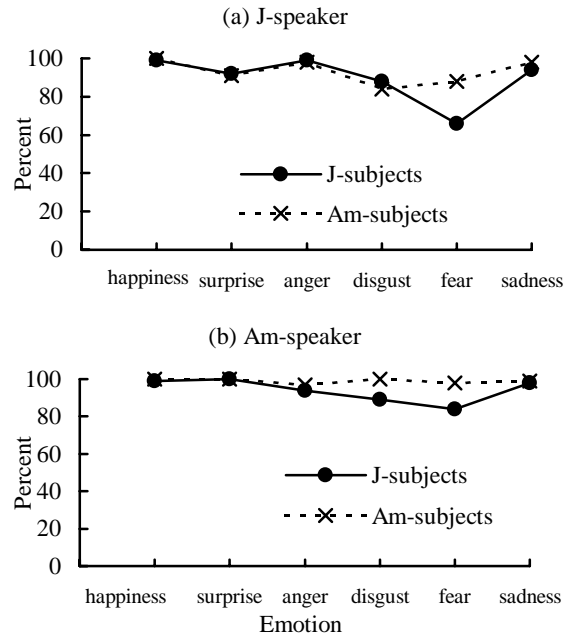 (a) J-speaker
Percent
100
80
60
40
20
0
J-subjects
Am-subjects
happiness surprise anger disgust fear sadness
(b) Am-speaker
Percent
100
80
60
40
20
0
J-subjects
Am-subjects
happiness surprise anger disgust fear sadness
Emotion